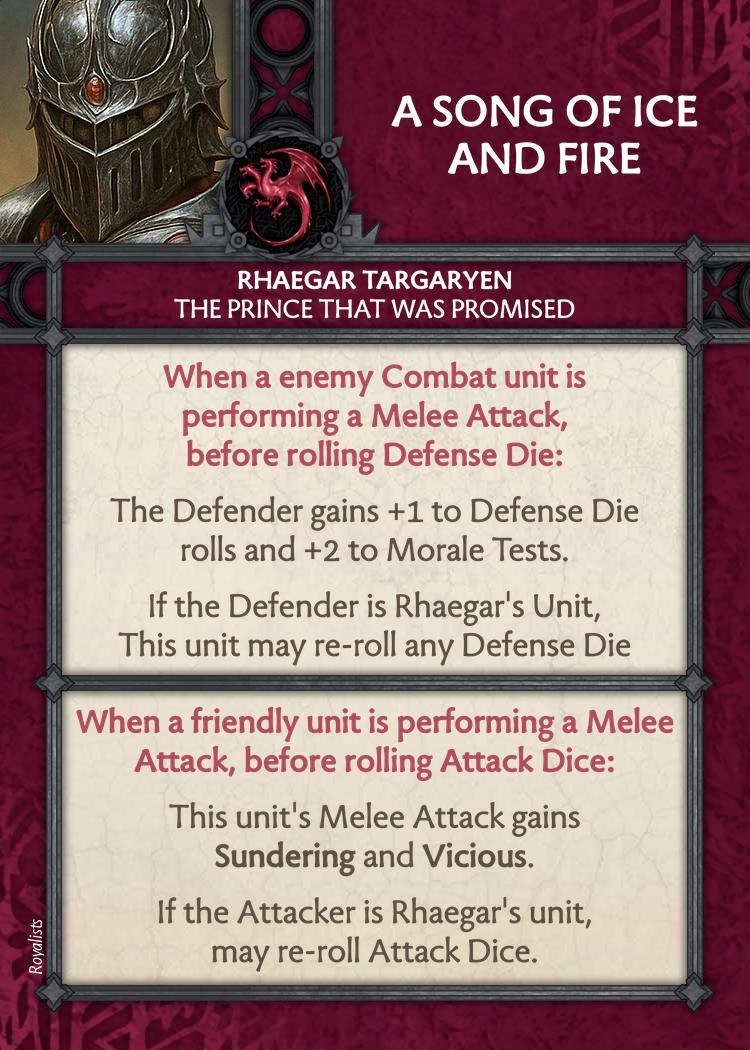 A SONG OF ICE
AND FIRE
RHAEGAR TARGARYEN
THE PRINCE THAT WAS PROMISED
When a enemy Combat unit is
performing a Melee Attack,
before rolling Defense Die:
The Defender gains +1 to Defense Die
rolls and +2 to Morale Tests.
If the Defender is Rhaegar's Unit,
This unit may re-roll any Defense Die
When a friendly unit is performing a Melee
Attack, before rolling Attack Dice:
This unit's Melee Attack gains
Sundering and Vicious.
If the Attacker is Rhaegar's unit,
may re-roll Attack Dice.
Royalists